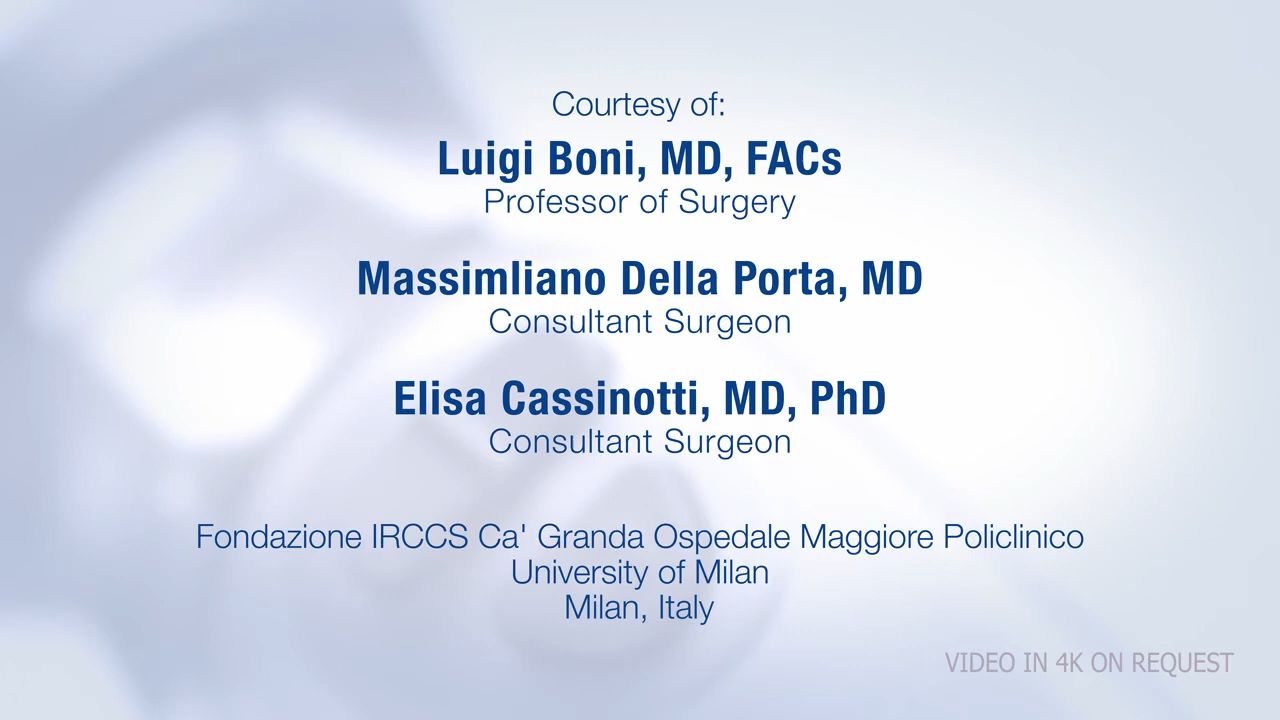 Courtesy of:
Luigi Boni, MD, FACs
Professor of Surgery
Massimliano Della Porta, MD
Consultant Surgeon
Elisa Cassinotti, MD, PhD
Consultant Surgeon
Fondazione IRCCS Ca' Granda Ospedale Maggiore Policlinico
University of Milan
Milan, Italy
VIDEO IN 4K ON REQUEST